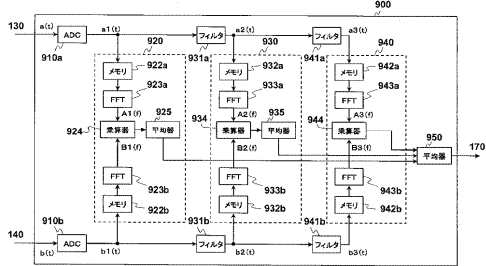 900
130 a(t) ADC a1(t) フィルタ a2(t) フィルタ a3(t)
910a 920 931a 930 941a 940
メモリ 922a メモリ 932a メモリ 942a
923a 933a 943a
FFT FFT FFT
A1(f) 925 A2(f) 935 A3(f)
924 乗算器 平均器 934 乗算器 平均器 944 乗算器 950
B1(f) B2(f) B3(f) 平均器 170
FFT FFT FFT
923b 933b 943b
メモリ 922b メモリ 932b メモリ 942b
910b 931b 941b
140 b(t) ADC b1(t) フィルタ b2(t) フィルタ b3(t)